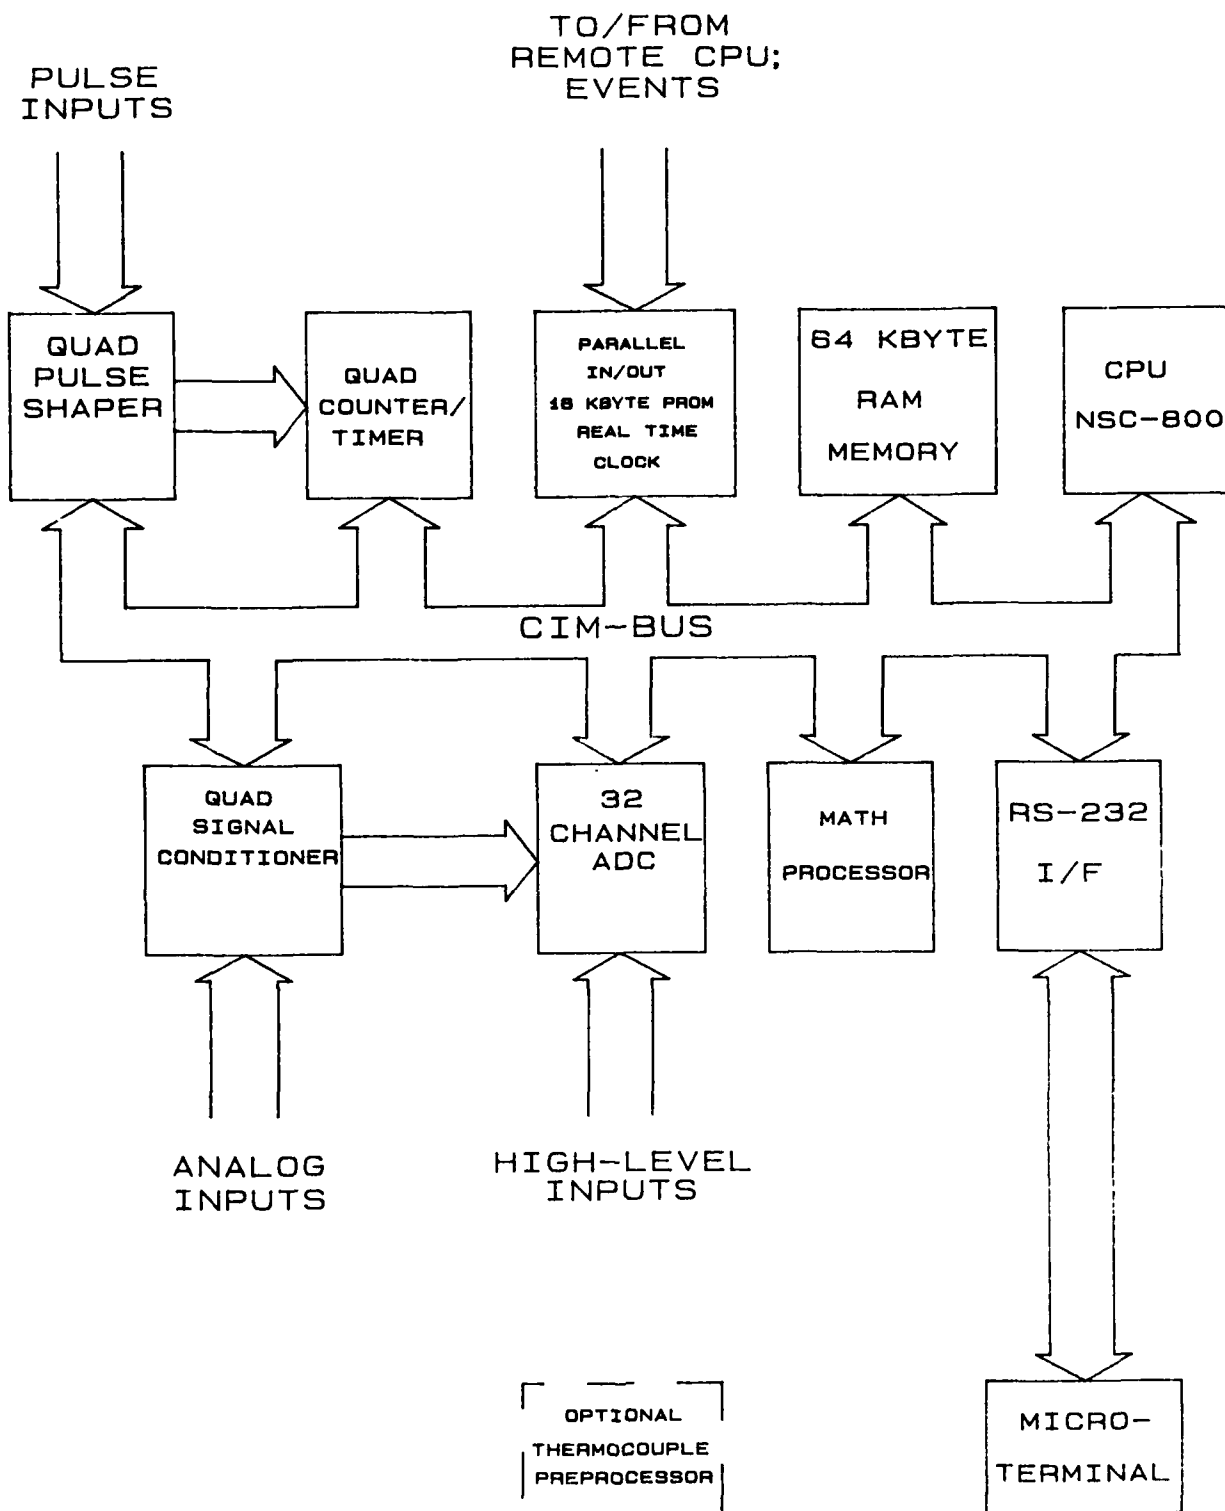 TO/FROM
REMOTE CPU;
EVENTS
PULSE
INPUTS
QUAD
PULSE
SHAPER
QUAD
COUNTER/
TIMER
PARALLEL
IN/OUT
16 KBYTE PROM
REAL TIME
CLOCK
64 KBYTE
RAM
MEMORY
CPU
NSC-800
CIM-BUS
QUAD
SIGNAL
CONDITIONER
32
CHANNEL
ADC
MATH
PROCESSOR
RS-232
I/F
ANALOG
INPUTS
HIGH-LEVEL
INPUTS
OPTIONAL
THERMOCOUPLE
PREPROCESSOR
MICRO-
TERMINAL